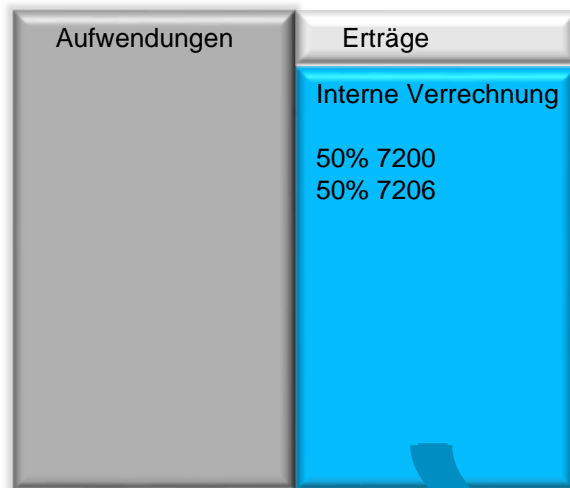 Aufwendungen
Erträge
Interne Verrechnung
50% 7200
50% 7206